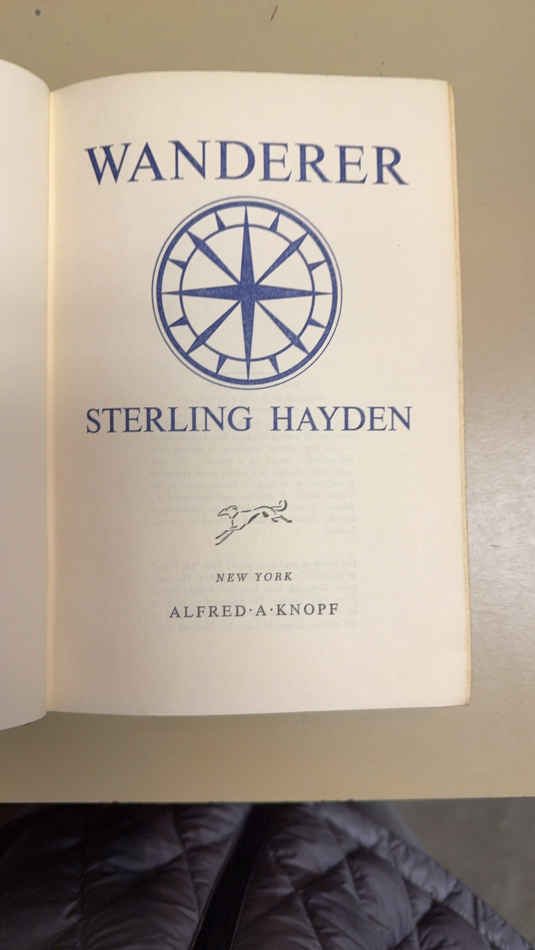 WANDERER
STERLING HAYDEN
NEW YORK
ALFRED·A·KNOPF